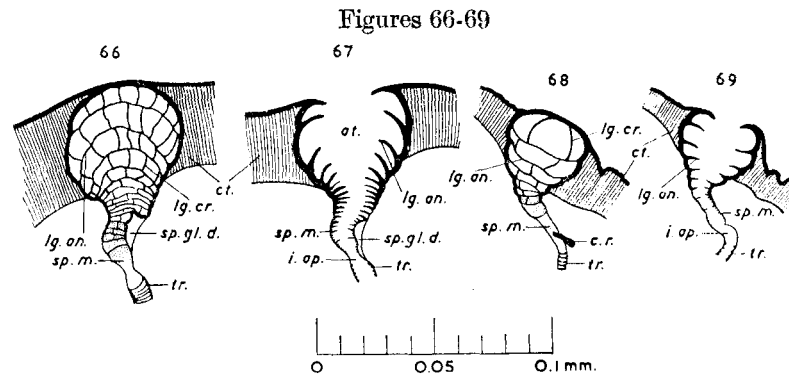 Figures 66-69
66 67 68 69
at.
lg. cr.
ct.
ct.
lg. an.
lg. an.
lg. an.
lg. cr.
lg. an.
sp. m.
sp. gl. d.
sp. m.
sp. gl. d.
sp. m.
c. r.
sp. m.
i. ap.
i. ap.
tr.
tr.
tr.
tr.
0 0.05 0.1 mm.